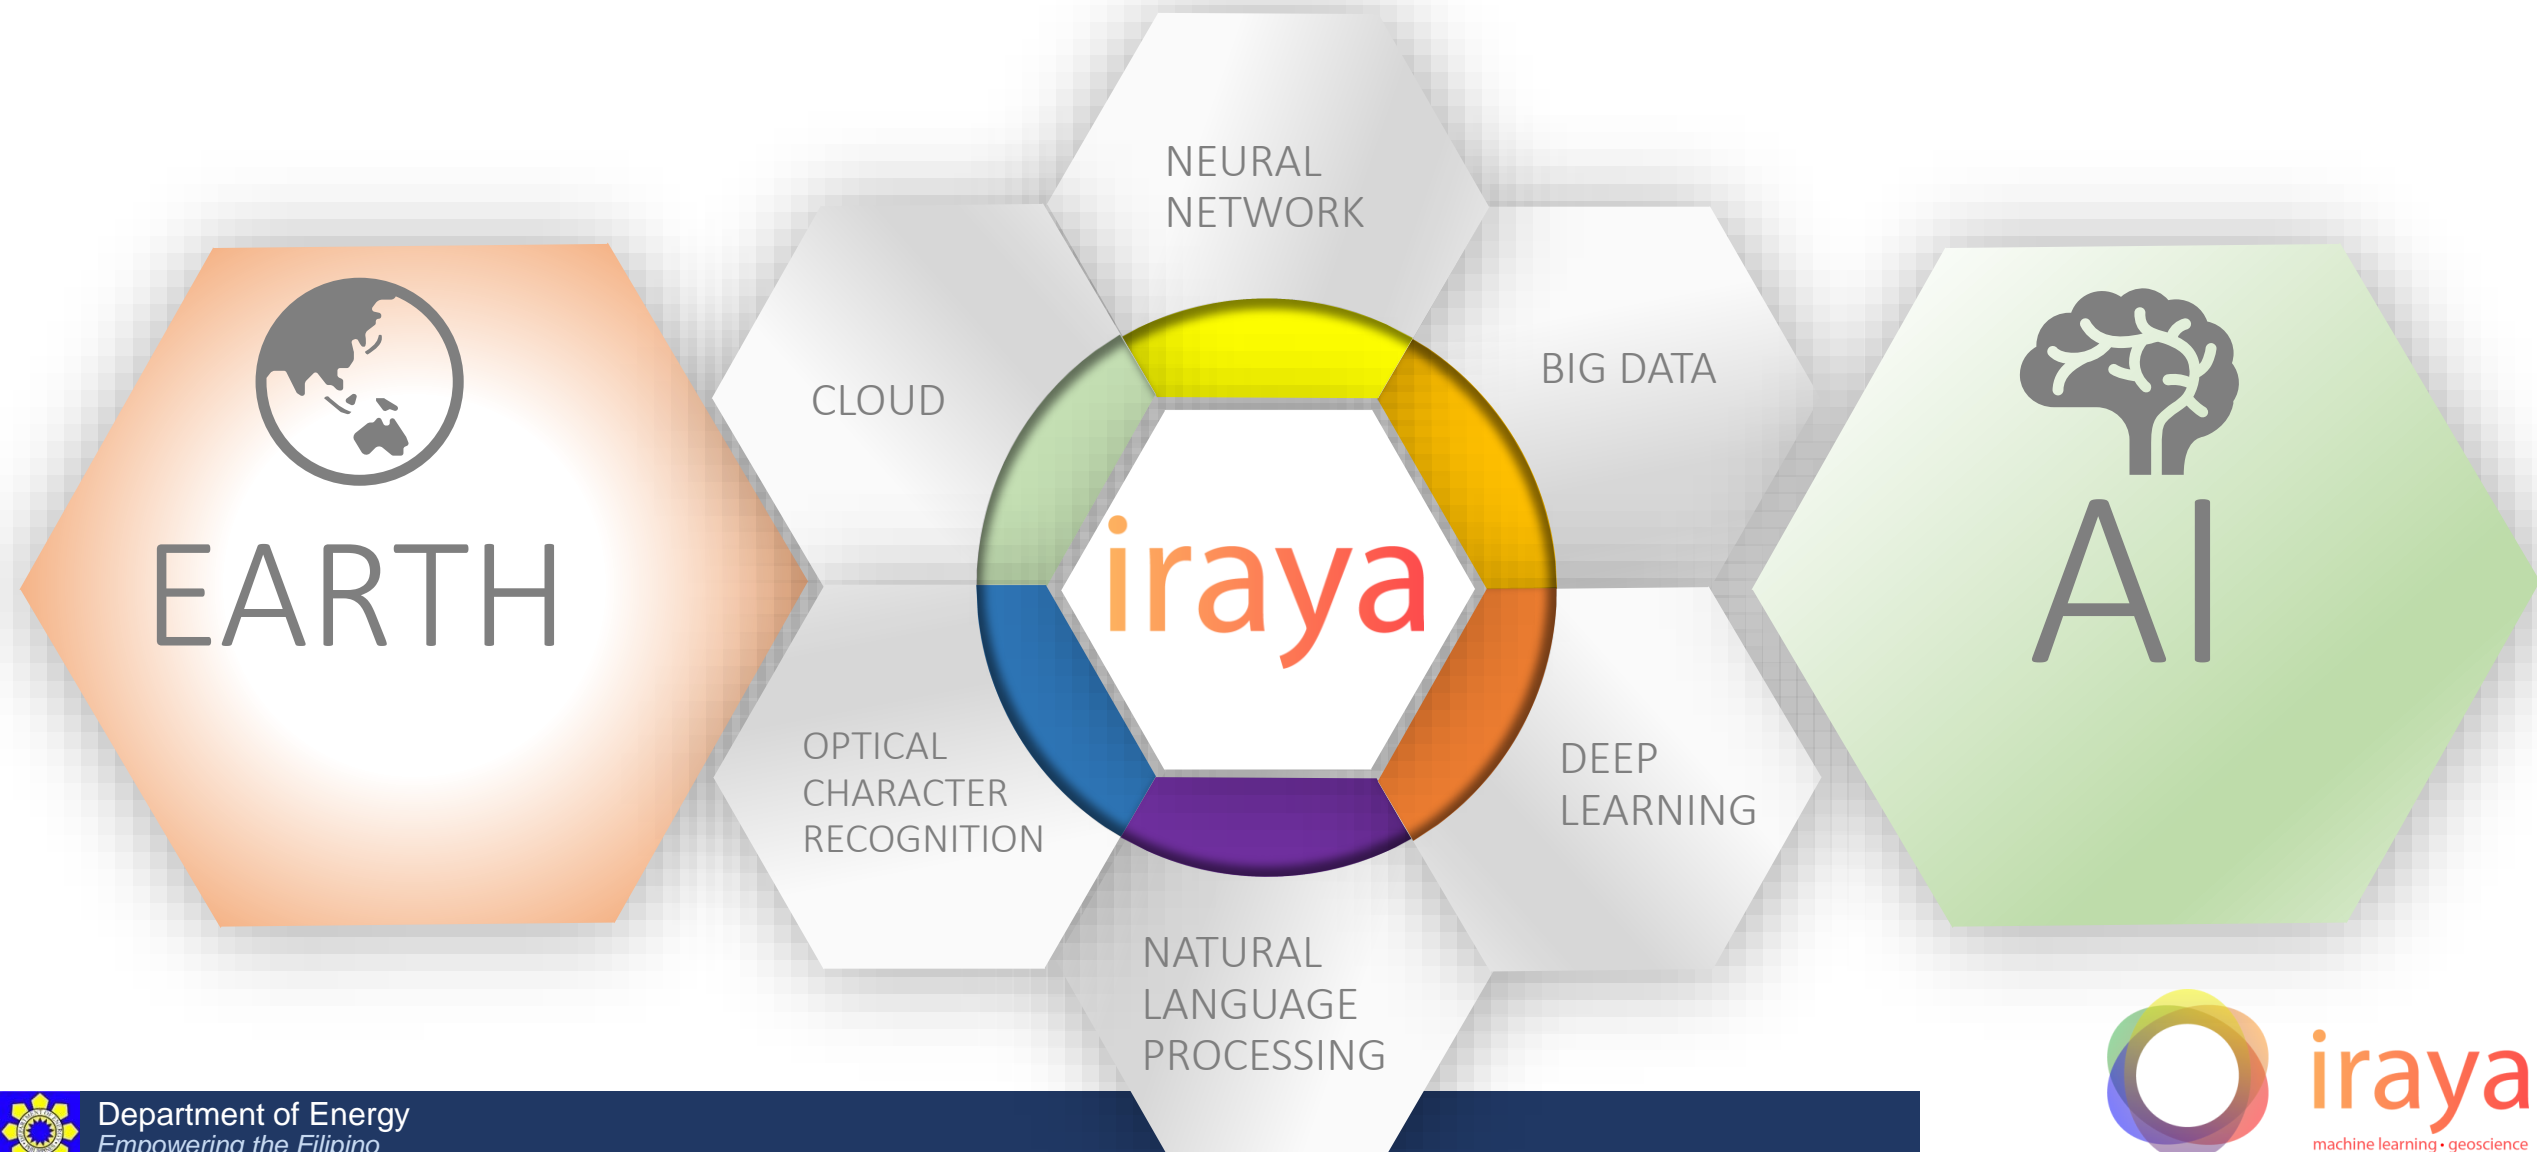 NEURAL
NETWORK
CLOUD
BIG DATA
EARTH
iraya
AI
OPTICAL
CHARACTER
RECOGNITION
DEEP
LEARNING
NATURAL
LANGUAGE
PROCESSING
Department of Energy
Empowering the Filipino
iraya
machine learning • geoscience